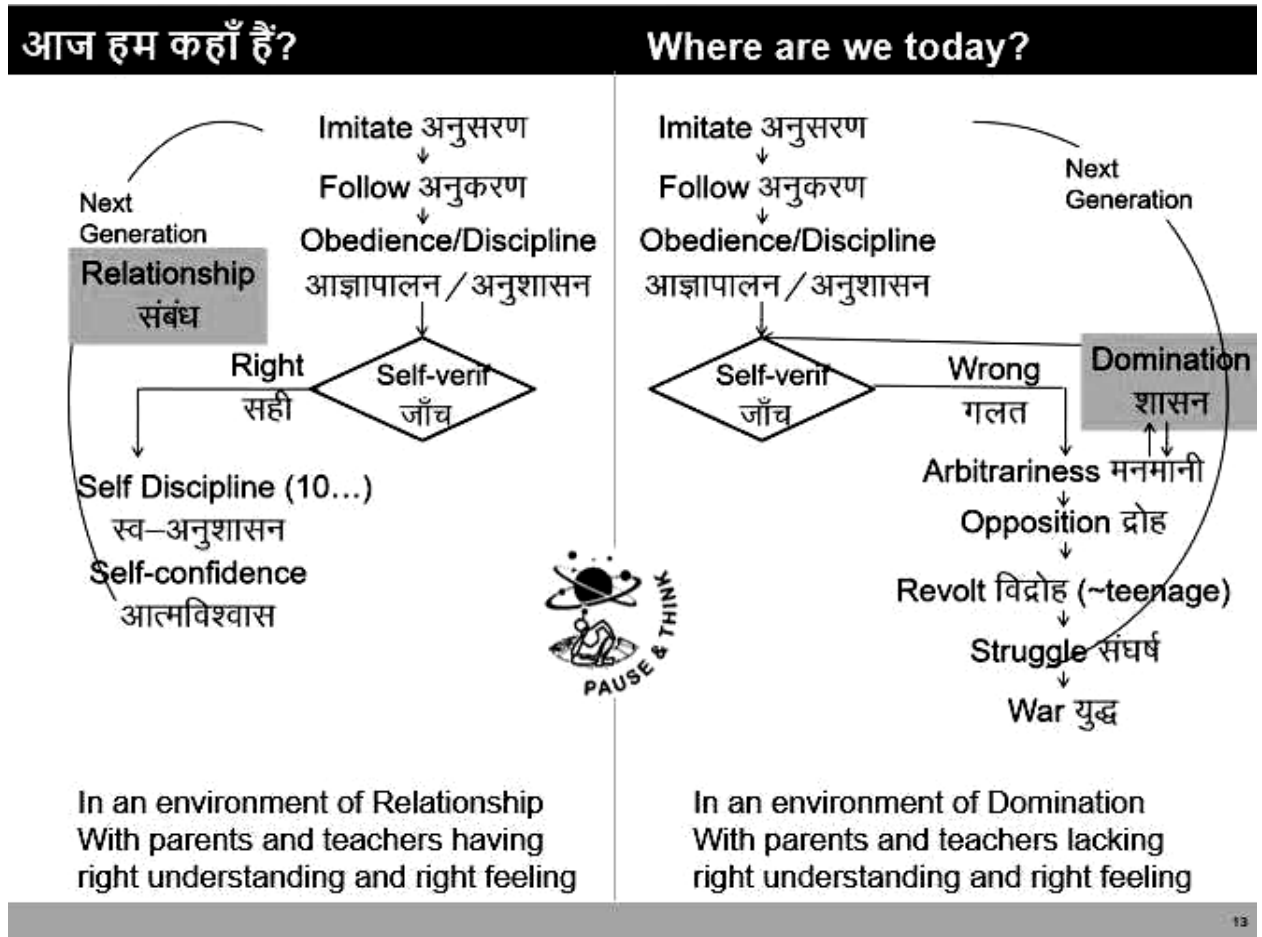 आज हम कहाँ हैं?
Where are we today?
Imitate अनुसरण
Follow अनुकरण
Next
Generation
Obedience/Discipline
आज्ञापालन / अनुशासन
Relationship
संबंध
Right
सही
Self-verif
जाँच
Self Discipline (10...)
स्व–अनुशासन
Self-confidence
आत्मविश्वास
In an environment of Relationship
With parents and teachers having
right understanding and right feeling
PAUSE & THINK
Imitate अनुसरण
Follow अनुकरण
Next
Generation
Obedience/Discipline
आज्ञापालन / अनुशासन
Self-verif
जाँच
Wrong
गलत
Domination
शासन
Arbitrariness मनमानी
Opposition द्रोह
Revolt विद्रोह (~teenage)
Struggle संघर्ष
War युद्ध
In an environment of Domination
With parents and teachers lacking
right understanding and right feeling
13